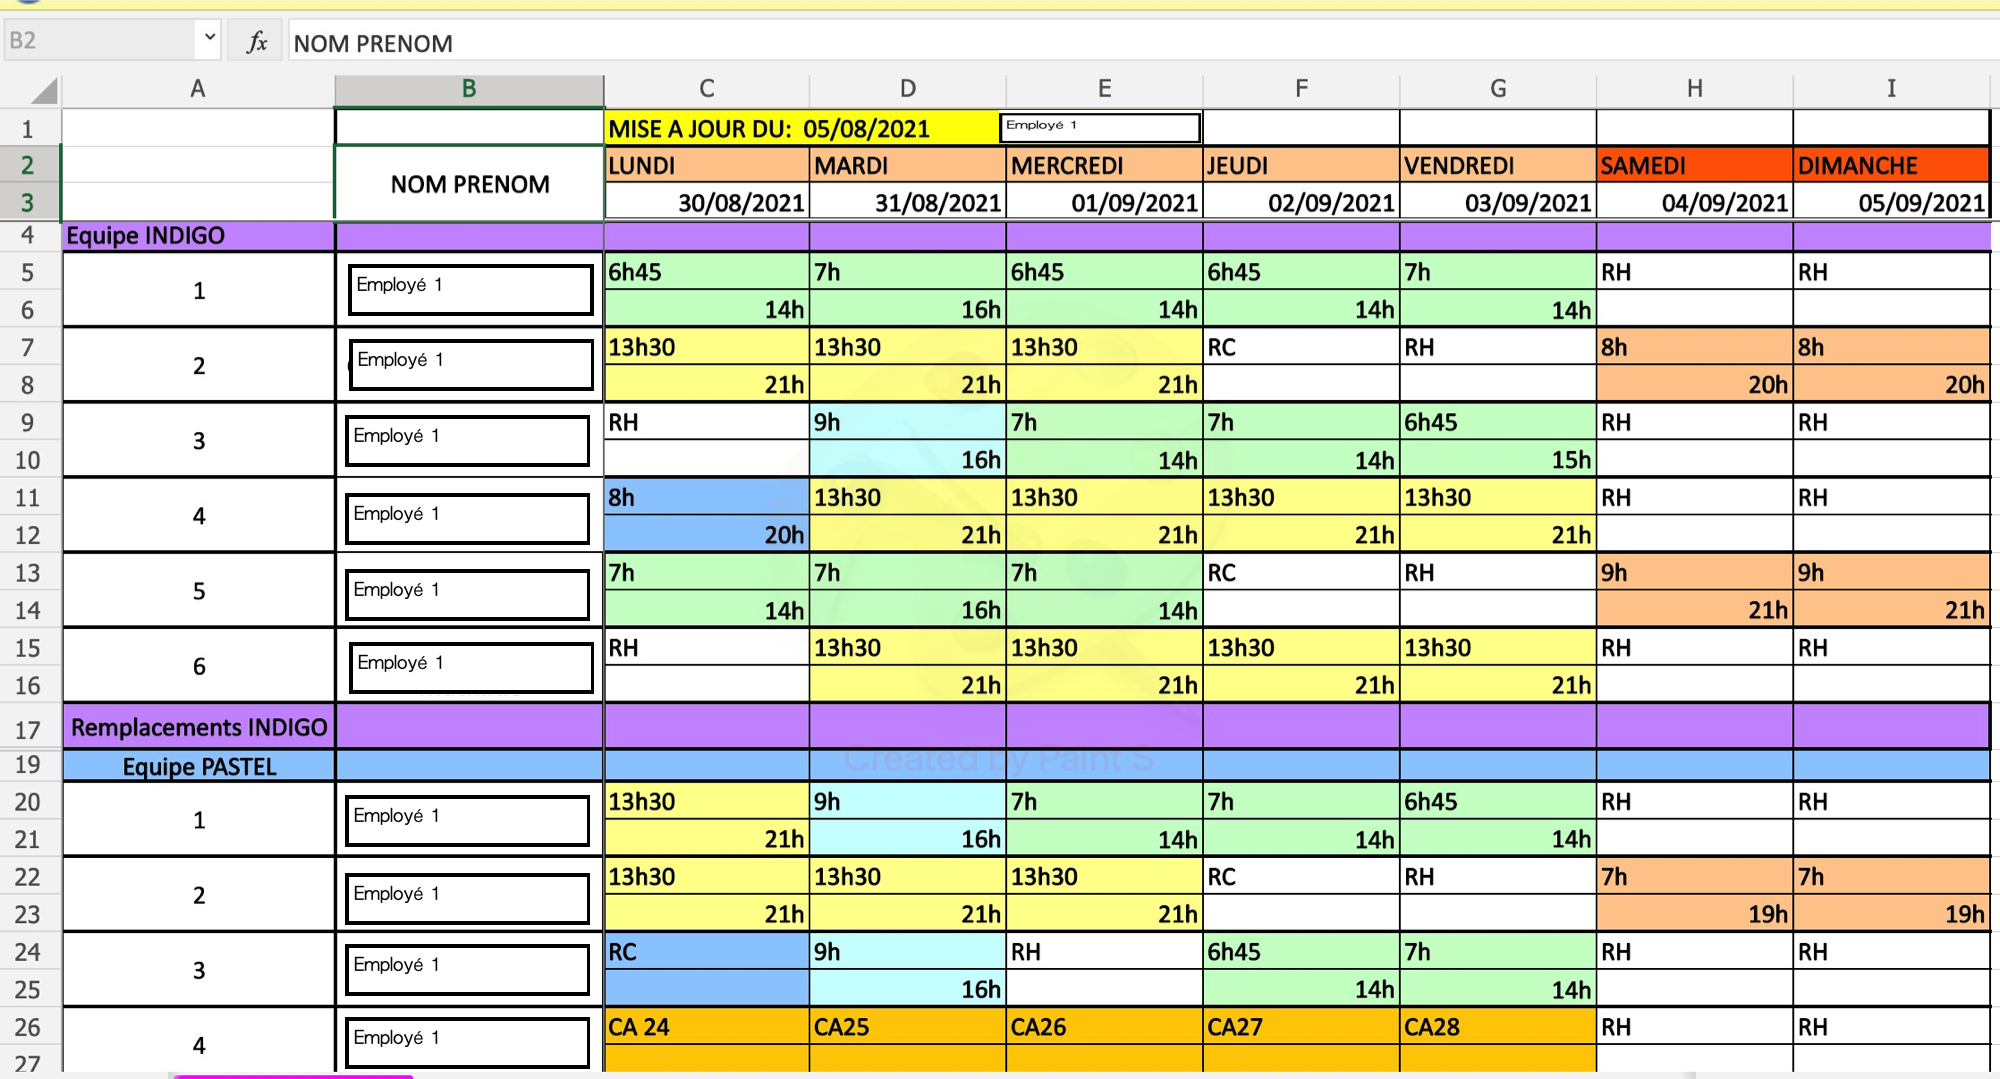 B2 fx NOM PRENOM
A B C D E F G H I
1 MISE A JOUR DU: 05/08/2021 Employé 1
2 NOM PRENOM LUNDI MARDI MERCREDI JEUDI VENDREDI SAMEDI DIMANCHE
3 30/08/2021 31/08/2021 01/09/2021 02/09/2021 03/09/2021 04/09/2021 05/09/2021
4 Equipe INDIGO
5 1 Employé 1 6h45 7h 6h45 6h45 7h RH RH
6 14h 16h 14h 14h 14h
7 2 Employé 1 13h30 13h30 13h30 RC RH 8h 8h
8 21h 21h 21h 20h 20h
9 3 Employé 1 RH 9h 7h 7h 6h45 RH RH
10 16h 14h 14h 15h
11 4 Employé 1 8h 13h30 13h30 13h30 13h30 RH RH
12 20h 21h 21h 21h 21h
13 5 Employé 1 7h 7h 7h RC RH 9h 9h
14 14h 16h 14h 21h 21h
15 6 Employé 1 RH 13h30 13h30 13h30 13h30 RH RH
16 21h 21h 21h 21h
17 Remplacements INDIGO
Created by Paint S
19 Equipe PASTEL
20 1 Employé 1 13h30 9h 7h 7h 6h45 RH RH
21 21h 16h 14h 14h 14h
22 2 Employé 1 13h30 13h30 13h30 RC RH 7h 7h
23 21h 21h 21h 19h 19h
24 3 Employé 1 RC 9h RH 6h45 7h RH RH
25 16h 14h 14h
26 4 Employé 1 CA 24 CA25 CA26 CA27 CA28 RH RH
27